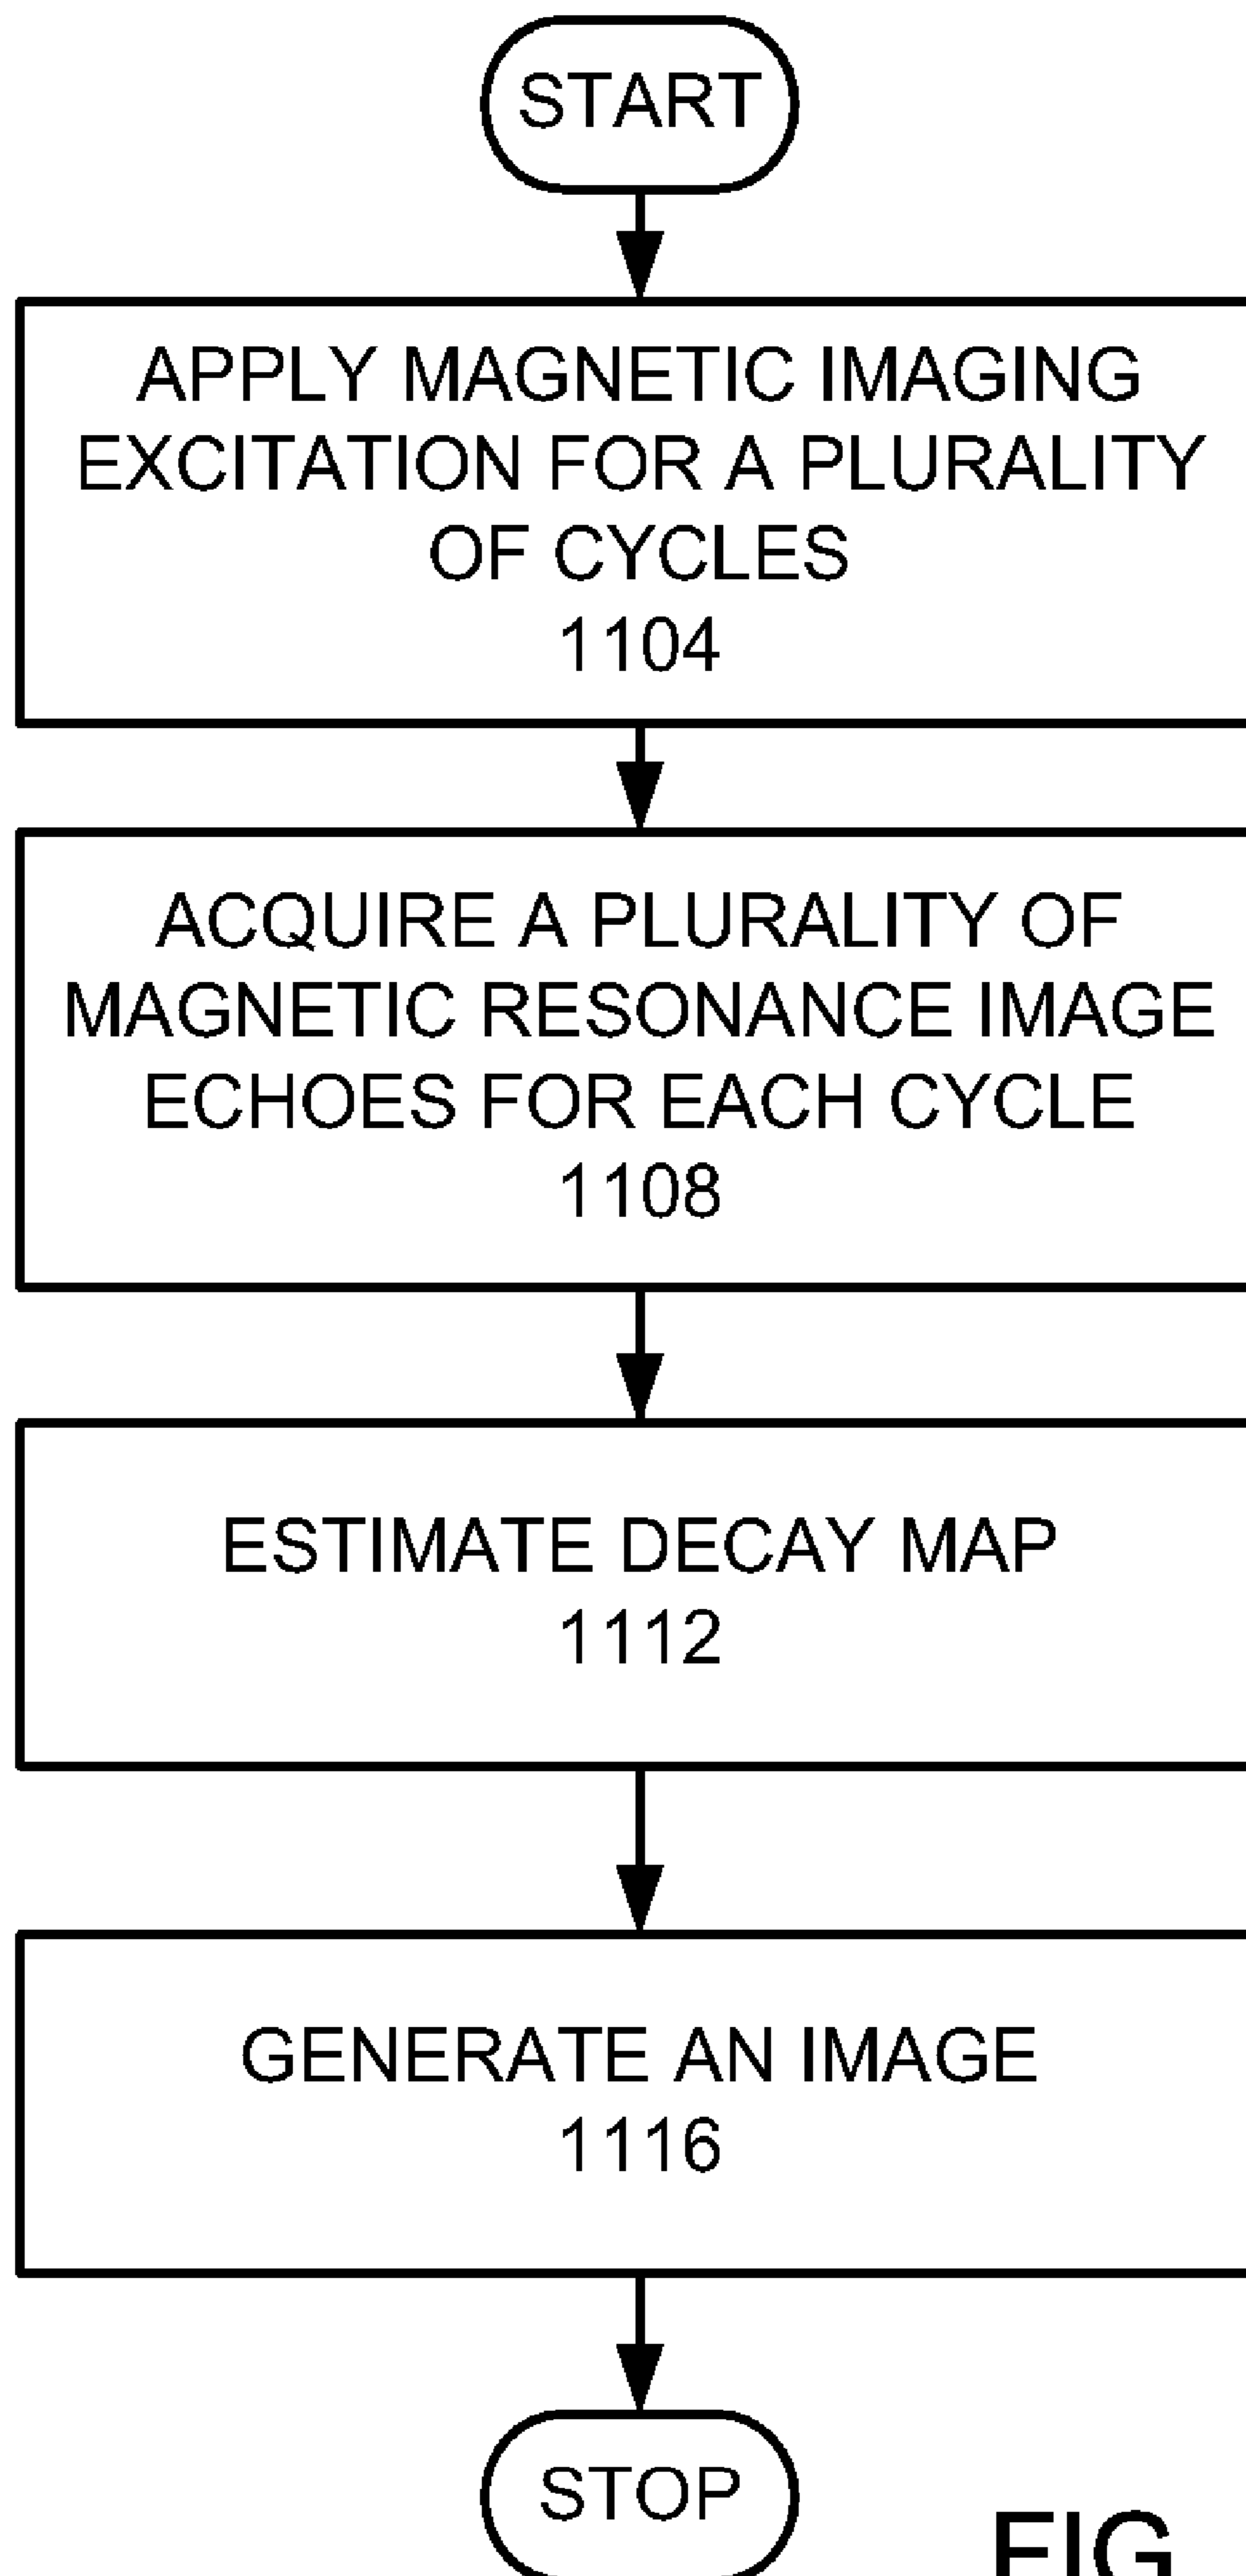 START
APPLY MAGNETIC IMAGING
EXCITATION FOR A PLURALITY
OF CYCLES
1104
ACQUIRE A PLURALITY OF
MAGNETIC RESONANCE IMAGE
ECHOES FOR EACH CYCLE
1108
ESTIMATE DECAY MAP
1112
GENERATE AN IMAGE
1116
STOP
FIG